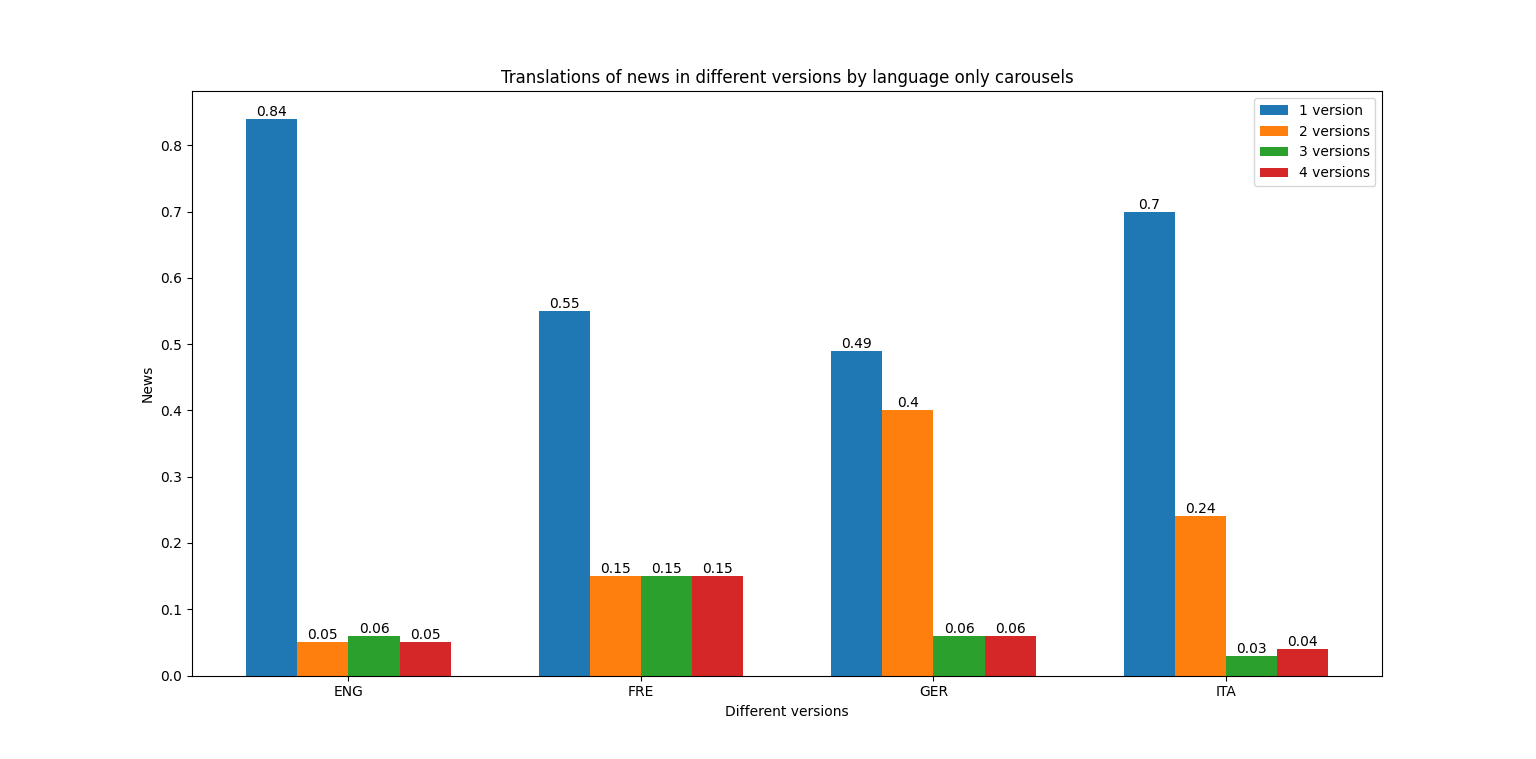 Translations of news in different versions by language only carousels
1 version
2 versions
3 versions
4 versions
0.84
0.05
0.06
0.05
0.55
0.15
0.15
0.15
0.49
0.4
0.06
0.06
0.7
0.24
0.03
0.04
News
0.8
0.7
0.6
0.5
0.4
0.3
0.2
0.1
0.0
ENG
FRE
GER
ITA
Different versions